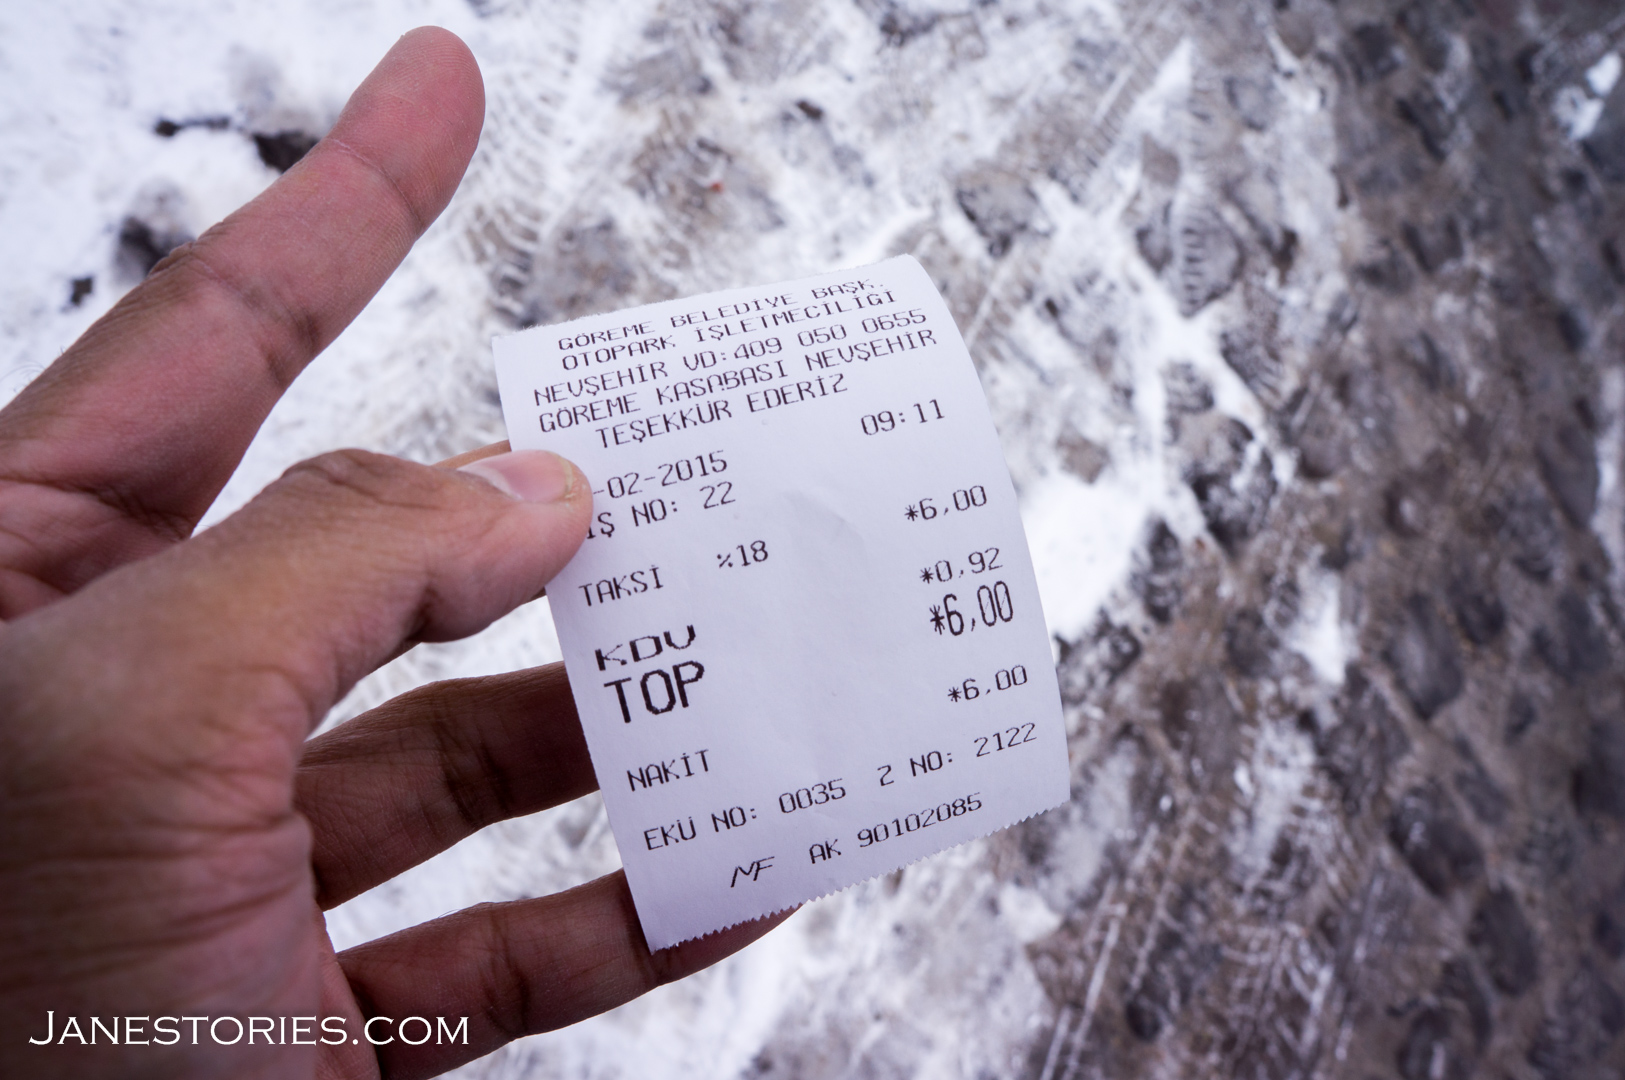 GÖREME BELEDİYE BAŞK.
OTOPARK İŞLETMECİLİGİ
NEVŞEHİR VD:409 050 0655
GÖREME KASABASI NEVŞEHİR
TEŞEKKÜR EDERİZ
-02-2015 09:11
İŞ NO: 22
TAKSİ %18 *6,00
KDV *0,92
TOP *6,00
NAKİT *6,00
EKÜ NO: 0035 Z NO: 2122
MF AK 90102085
JANESTORIES.COM